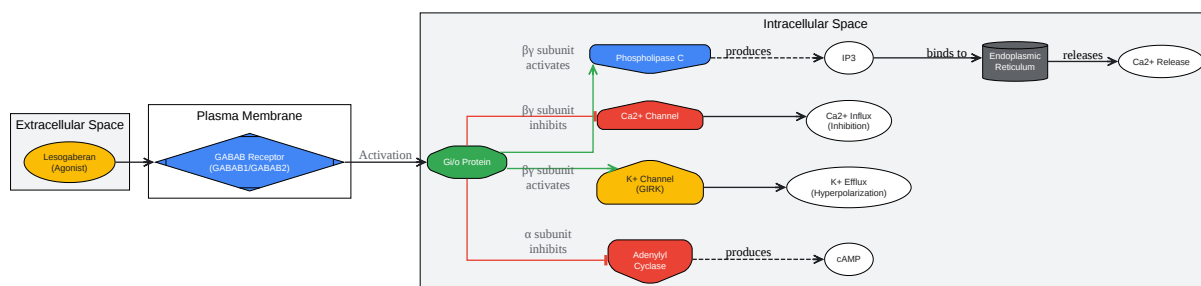 Intracellular Space
βγ subunit
activates
Phospholipase C
produces
IP3
binds to
Endoplasmic
Reticulum
releases
Ca2+ Release
Extracellular Space
Lesogaberan
(Agonist)
Plasma Membrane
GABAB Receptor
(GABAB1/GABAB2)
Activation
Gi/o Protein
βγ subunit
inhibits
Ca2+ Channel
Ca2+ Influx
(Inhibition)
βγ subunit
activates
K+ Channel
(GIRK)
K+ Efflux
(Hyperpolarization)
α subunit
inhibits
Adenylyl
Cyclase
produces
cAMP